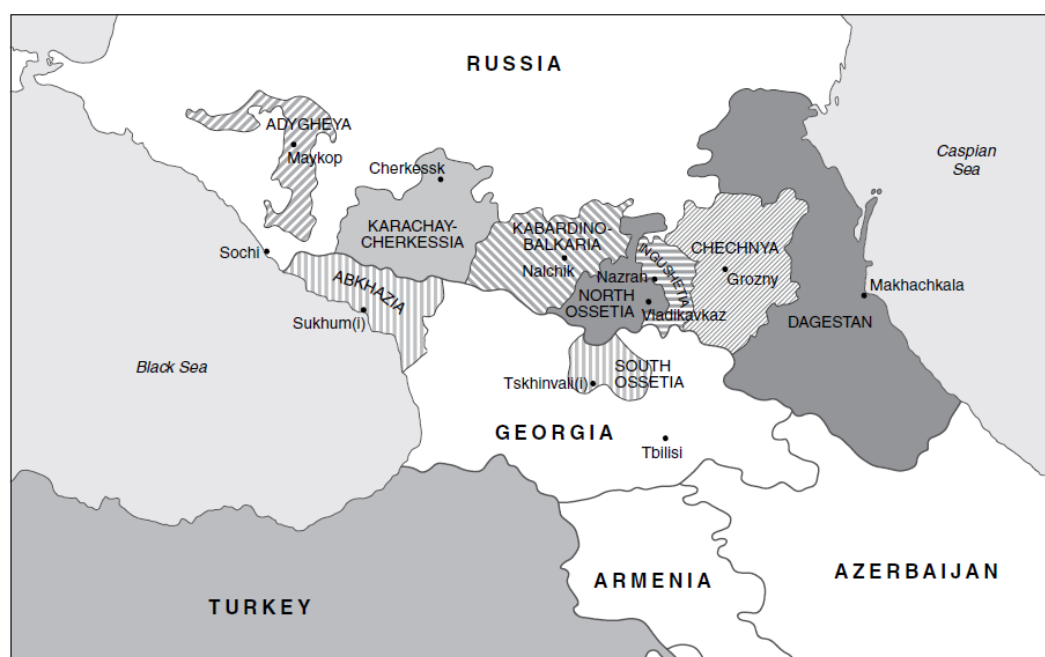 RUSSIA
ADYGHEYA
Maykop
Cherkessk
Caspian
Sea
KARACHAY-
CHERKESSIA
KABARDINO-
BALKARIA
Nalchik
INGUSHETIA
CHECHNYA
Grozny
Sochi
ABKHAZIA
Sukhum(i)
Nazran
NORTH
OSSETIA
Vladikavkaz
Makhachkala
DAGESTAN
Black Sea
SOUTH
OSSETIA
Tskhinvali(i)
GEORGIA
Tbilisi
ARMENIA
AZERBAIJAN
TURKEY